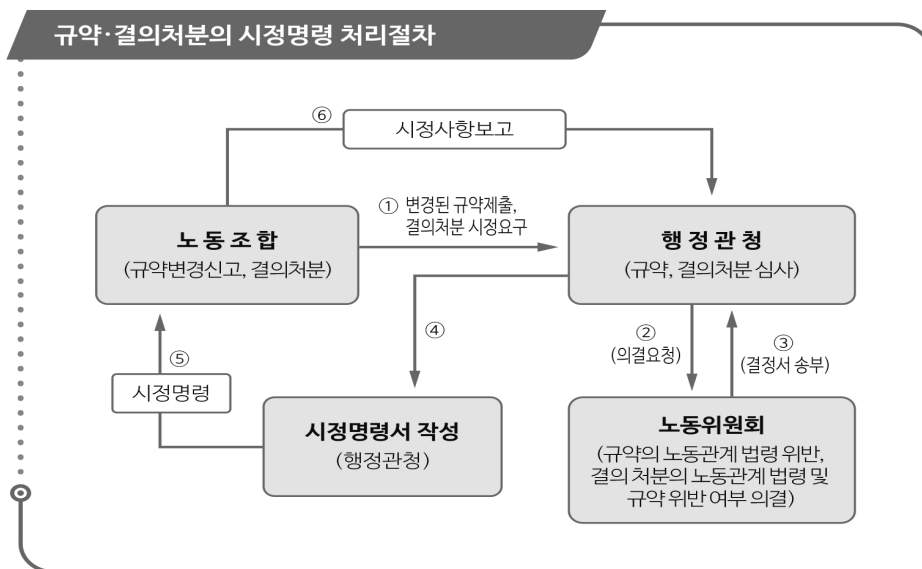 규약·결의처분의 시정명령 처리절차
⑥
시정사항보고
① 변경된 규약제출,
결의처분 시정요구
노 동 조 합
(규약변경신고, 결의처분)
행 정 관 청
(규약, 결의처분 심사)
④
②
(의결요청)
③
(결정서 송부)
⑤
시정명령
시정명령서 작성
(행정관청)
노동위원회
(규약의 노동관계 법령 위반,
결의 처분의 노동관계 법령 및
규약 위반 여부 의결)